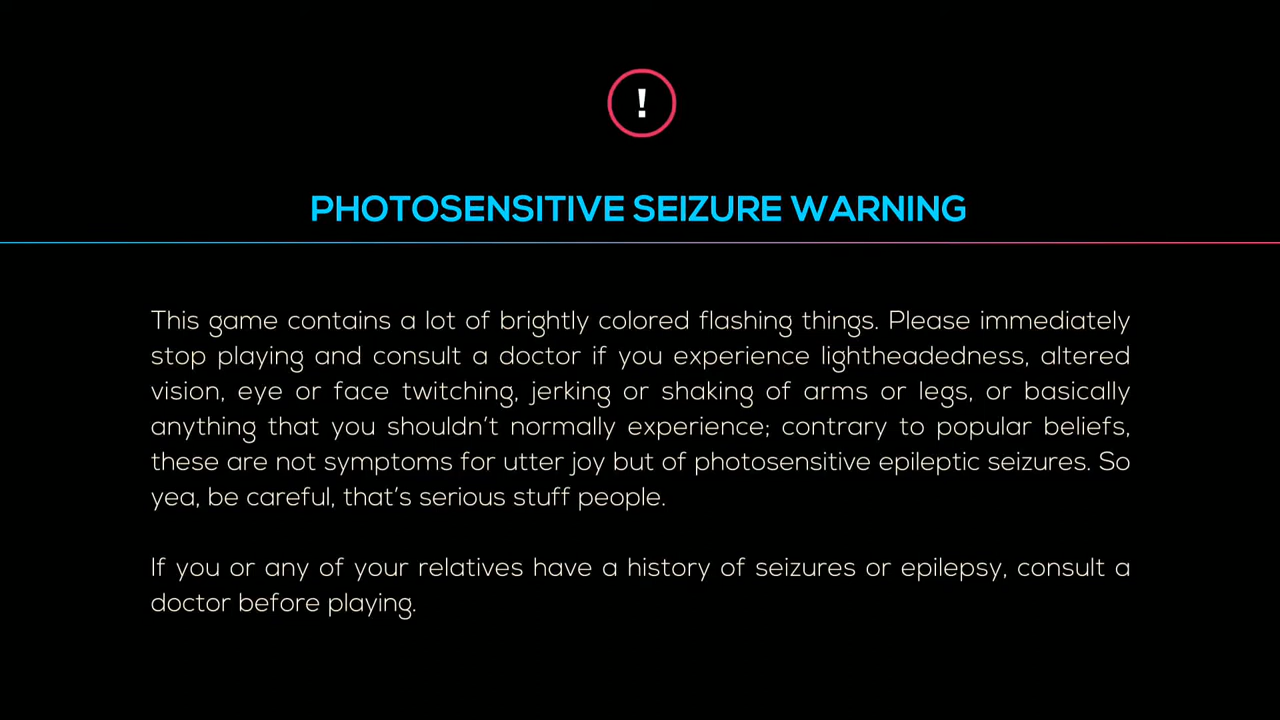 !
PHOTOSENSITIVE SEIZURE WARNING
This game contains a lot of brightly colored flashing things. Please immediately
stop playing and consult a doctor if you experience lightheadedness, altered
vision, eye or face twitching, jerking or shaking of arms or legs, or basically
anything that you shouldn't normally experience; contrary to popular beliefs,
these are not symptoms for utter joy but of photosensitive epileptic seizures. So
yea, be careful, that's serious stuff people.
If you or any of your relatives have a history of seizures or epilepsy, consult a
doctor before playing.